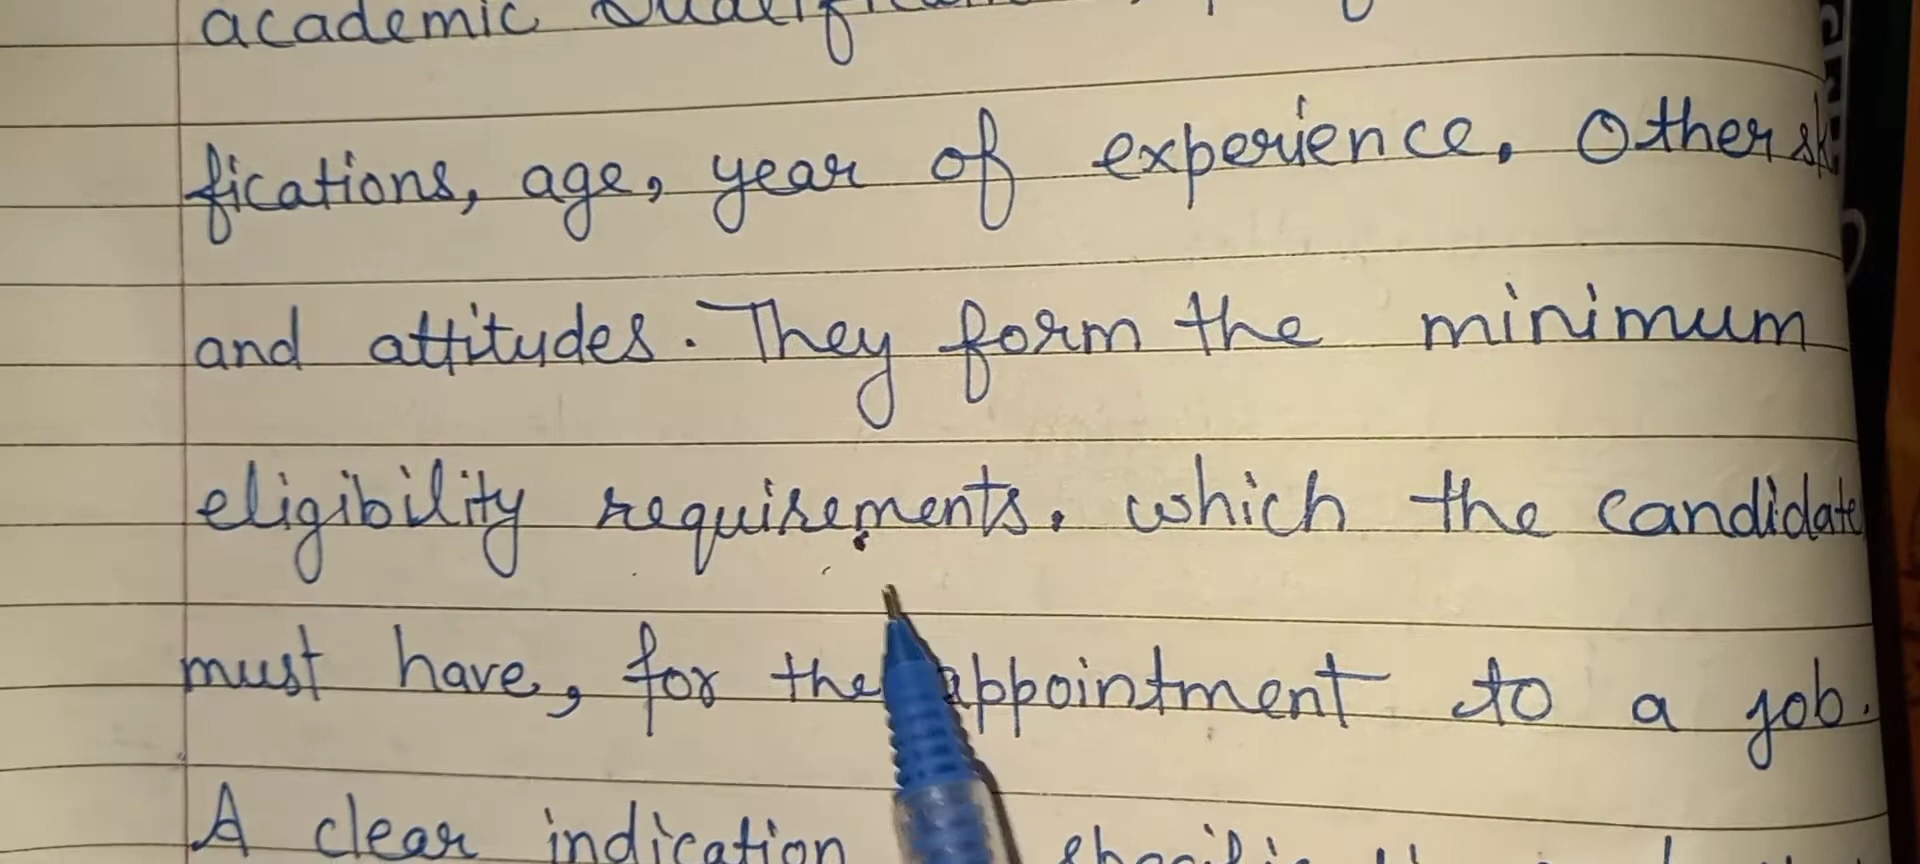 academic
fications, age, year of experience. Other
and attitudes. They form the minimum
eligibility requirements. which the candidate
must have, for the appointment to a job.
A clear indication